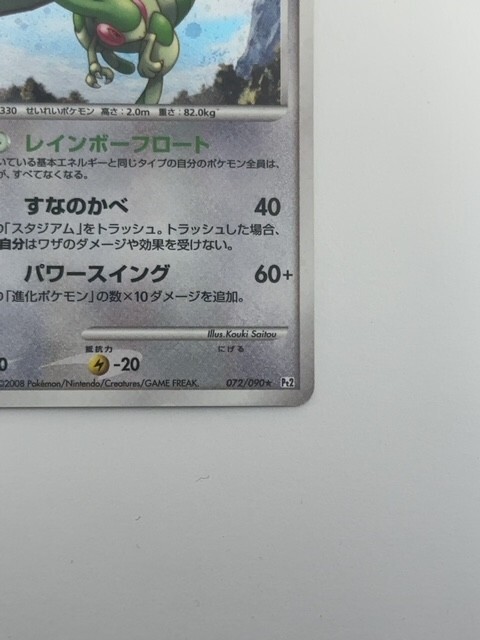 330 せいれいポケモン 高さ：2.0m 重さ：82.0kg
レインボーフロート
いている基本エネルギーと同じタイプの自分のポケモン全員は、
が、すべてなくなる。
すなのかべ 40
の「スタジアム」をトラッシュ。トラッシュした場合、
自分はワザのダメージや効果を受けない。
パワースイング 60+
の「進化ポケモン」の数×10ダメージを追加。
Illus.Kouki Saitou
抵抗力 にげる
0 -20
©2008 Pokémon/Nintendo/Creatures/GAME FREAK. 072/090★ Pt2